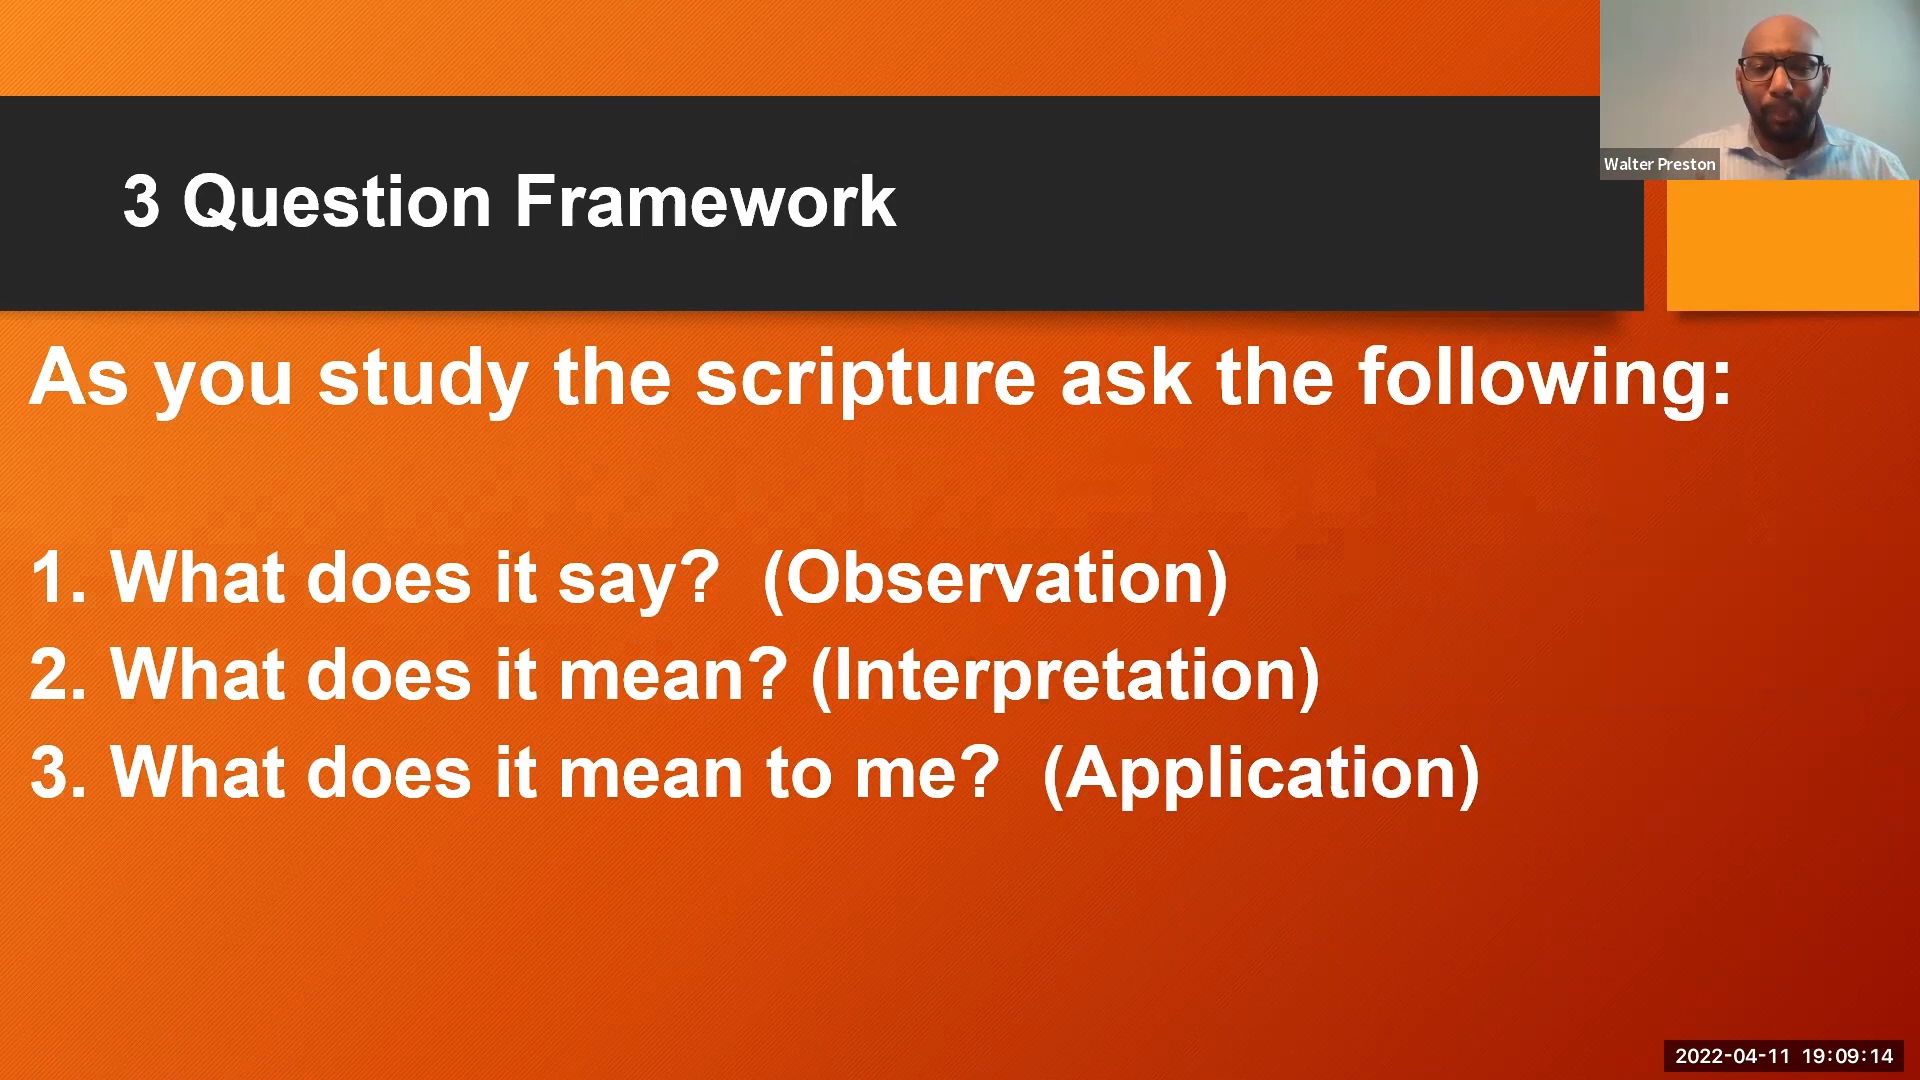 Walter Preston
3 Question Framework
As you study the scripture ask the following:
1. What does it say?  (Observation)
2. What does it mean? (Interpretation)
3. What does it mean to me?  (Application)
2022-04-11 19:09:14